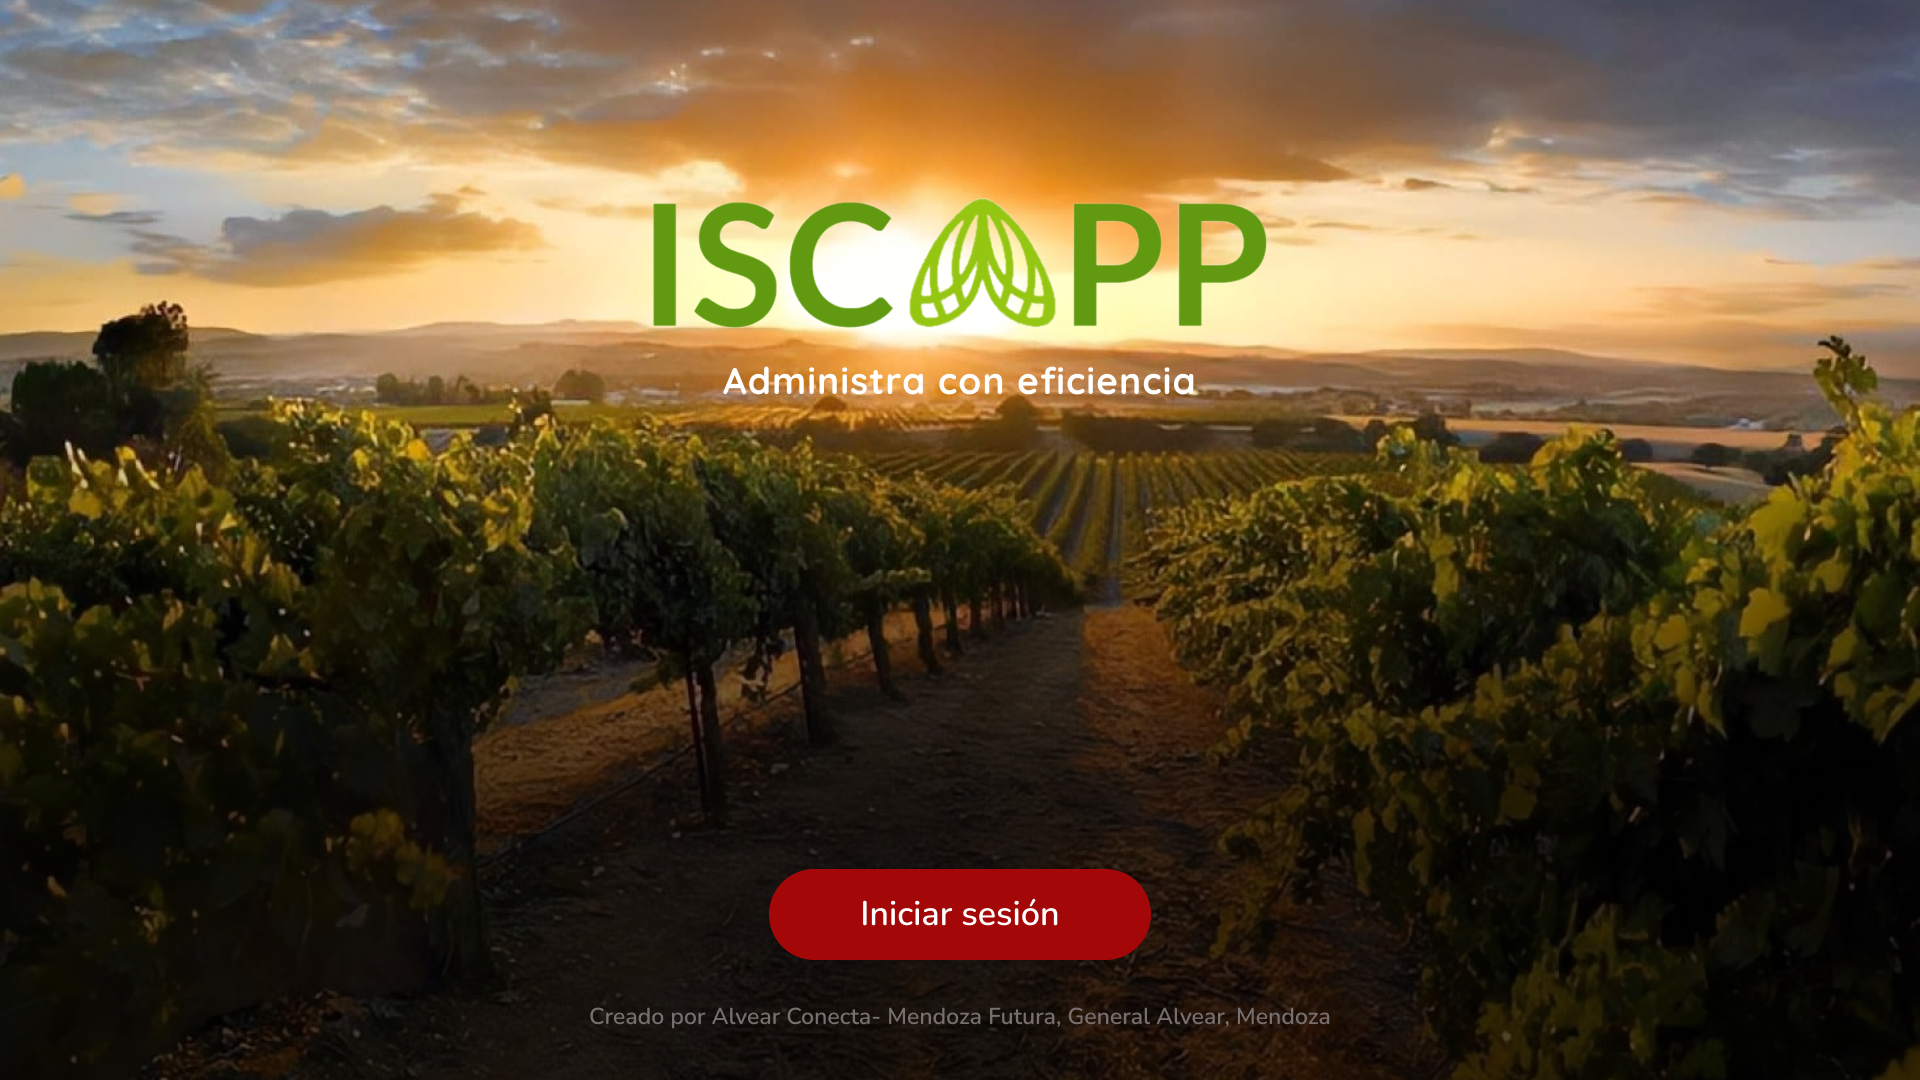 ISCAPP
Administra con eficiencia
Iniciar sesión
Creado por Alvear Conecta- Mendoza Futura, General Alvear, Mendoza